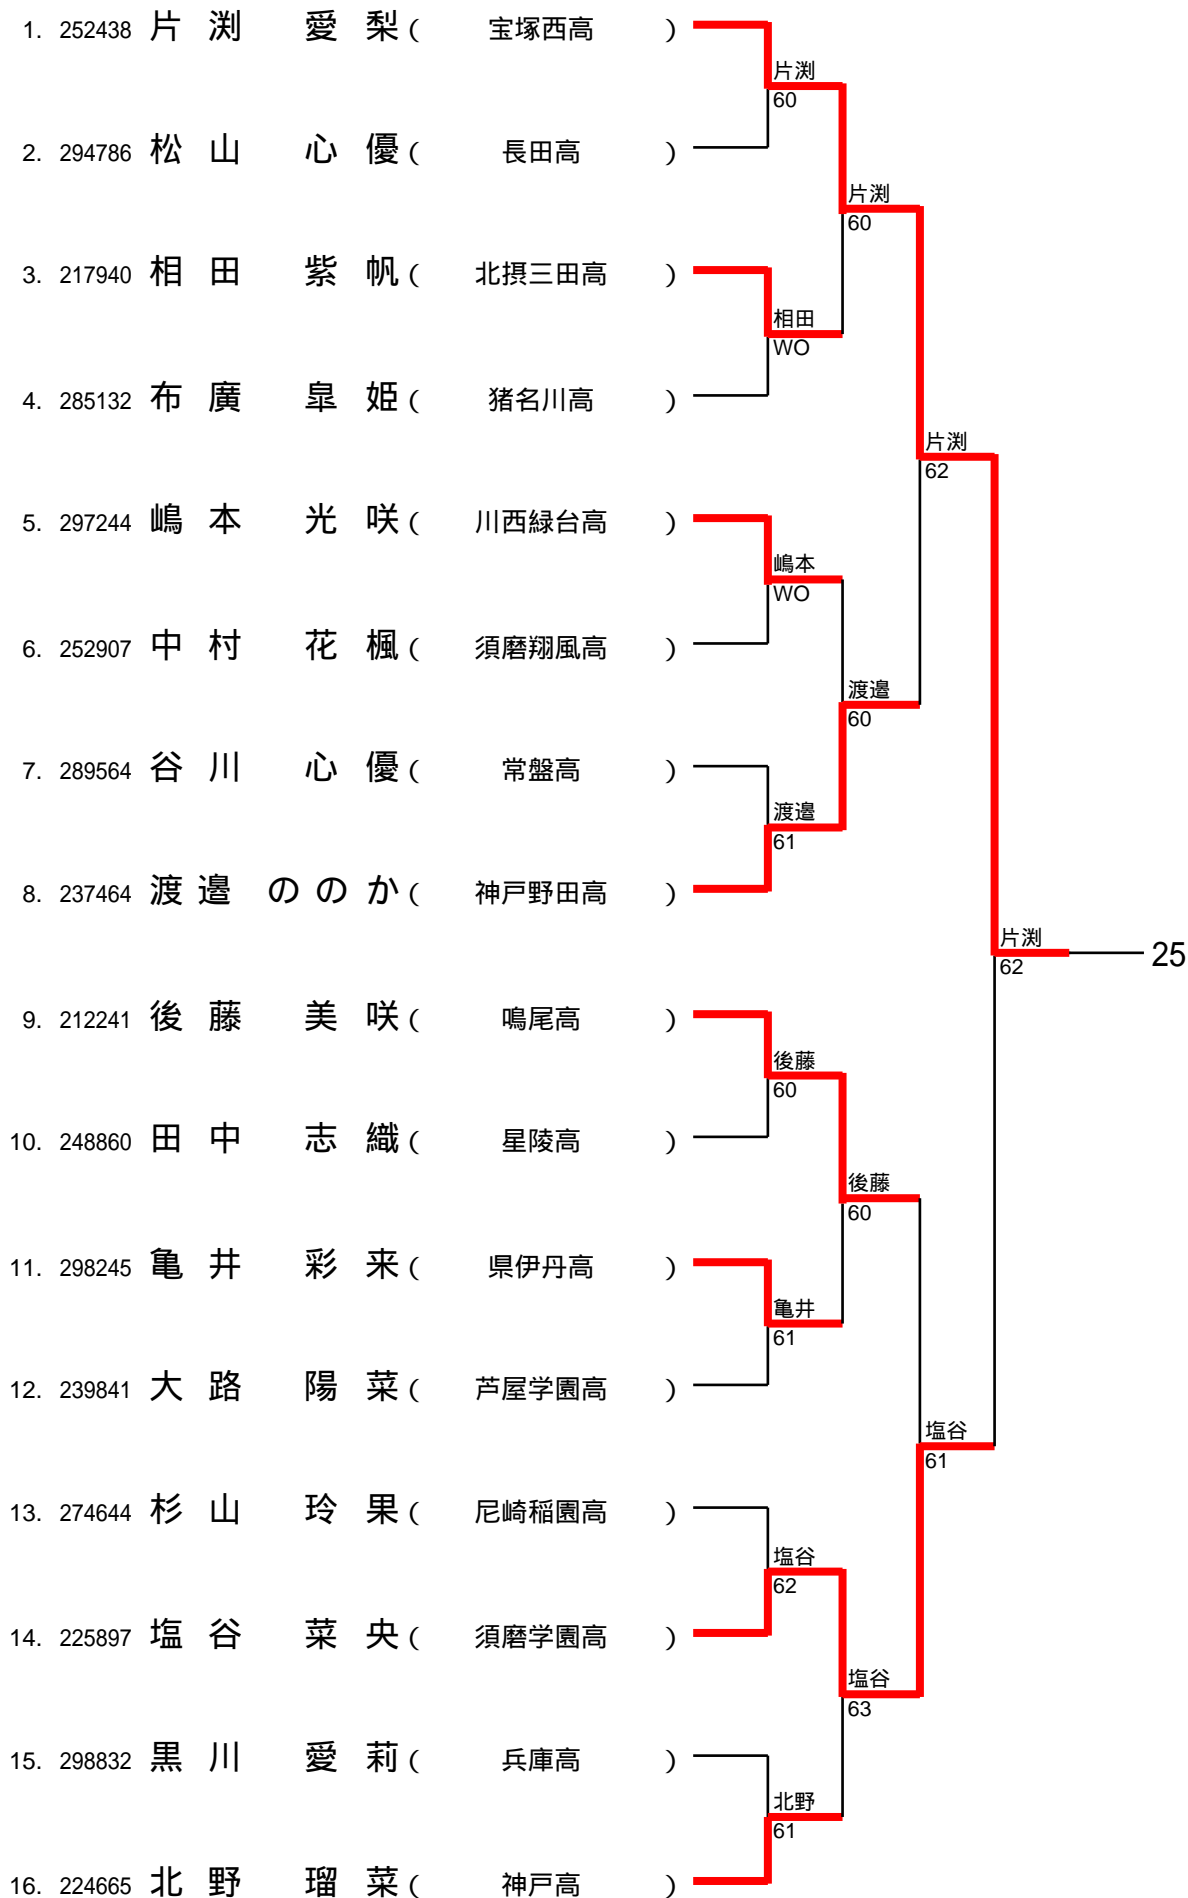 1. 252438 片渕 愛梨 ( 宝塚西高 )
片渕
60
2. 294786 松山 心優 ( 長田高 )
片渕
60
3. 217940 相田 紫帆 ( 北摂三田高 )
相田
WO
4. 285132 布廣 皐姫 ( 猪名川高 )
片渕
62
5. 297244 嶋本 光咲 ( 川西緑台高 )
嶋本
WO
6. 252907 中村 花楓 ( 須磨翔風高 )
渡邉
60
7. 289564 谷川 心優 ( 常盤高 )
渡邉
61
8. 237464 渡邉 ののか ( 神戸野田高 )
片渕
62
25
9. 212241 後藤 美咲 ( 鳴尾高 )
後藤
60
10. 248860 田中 志織 ( 星陵高 )
後藤
60
11. 298245 亀井 彩来 ( 県伊丹高 )
亀井
61
12. 239841 大路 陽菜 ( 芦屋学園高 )
塩谷
61
13. 274644 杉山 玲果 ( 尼崎稲園高 )
塩谷
62
14. 225897 塩谷 菜央 ( 須磨学園高 )
塩谷
63
15. 298832 黒川 愛莉 ( 兵庫高 )
北野
61
16. 224665 北野 瑠菜 ( 神戸高 )